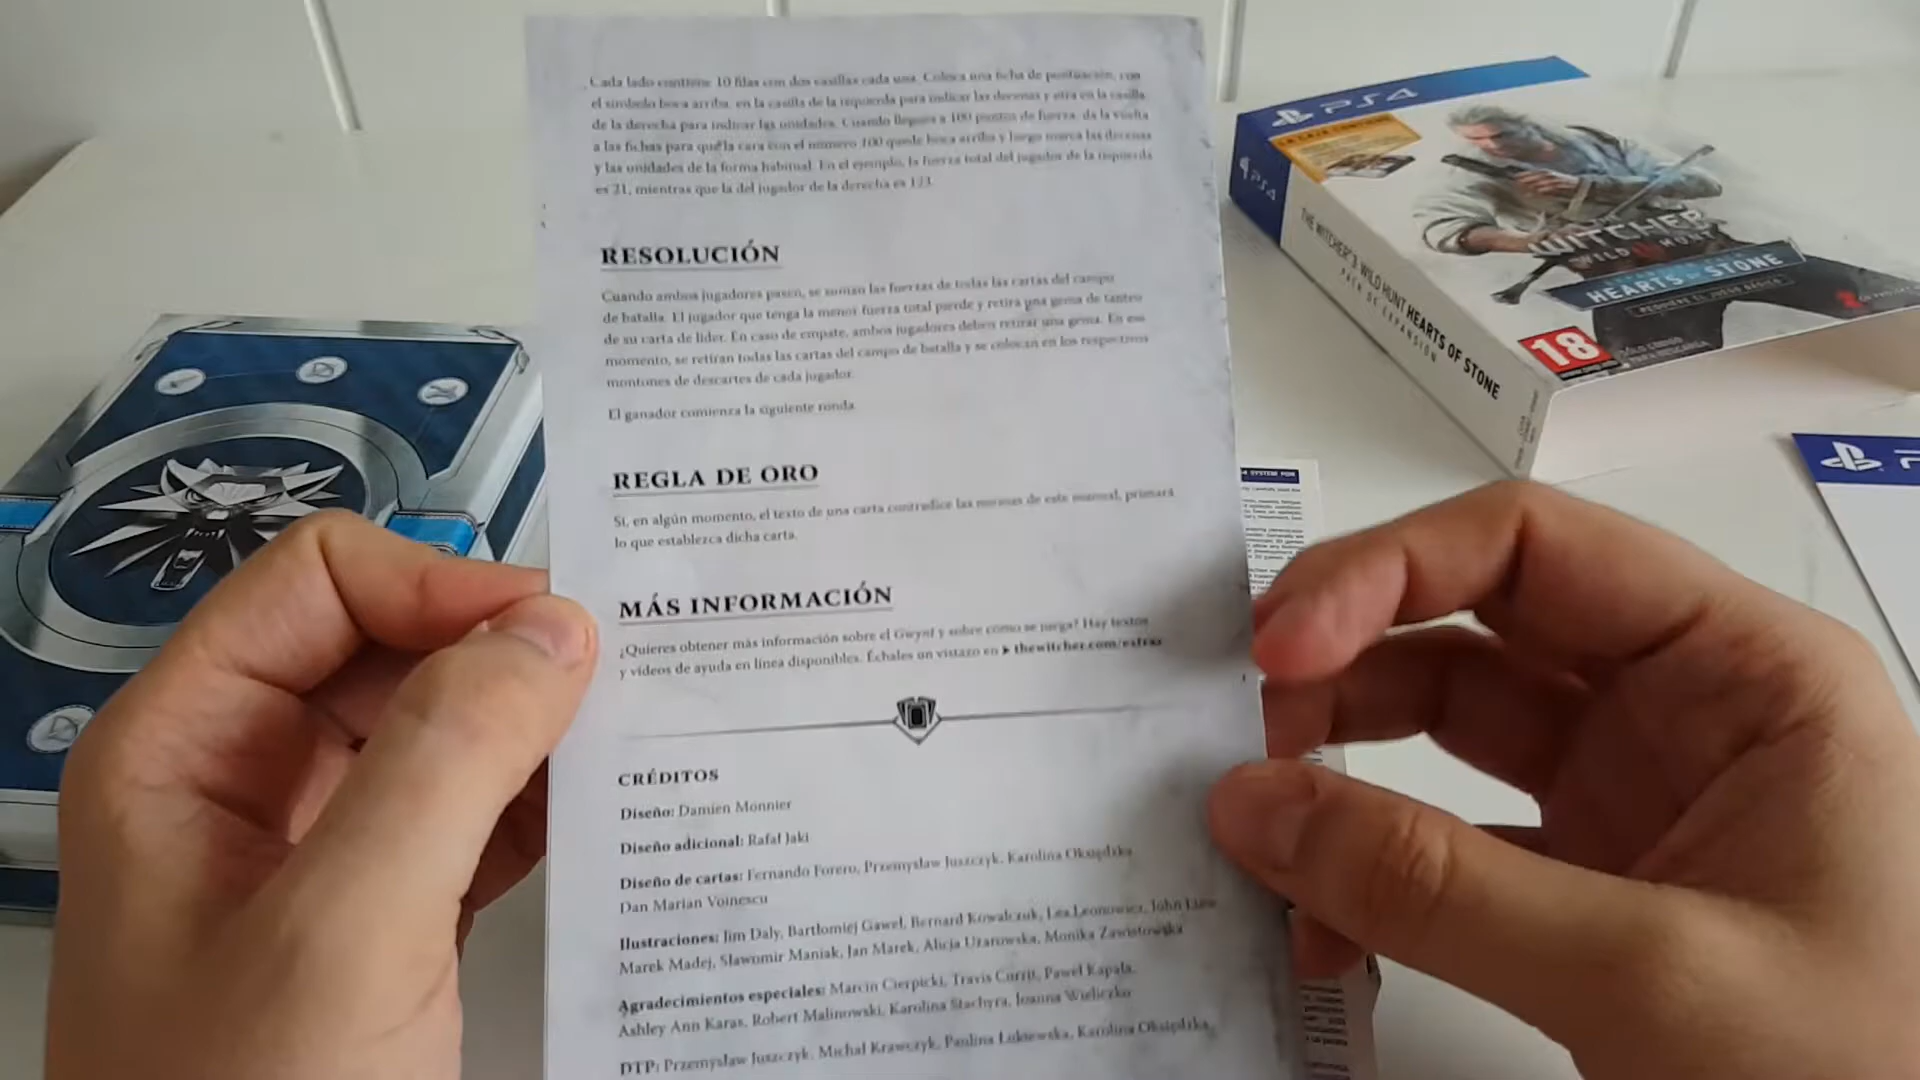 Cada lado contiene 10 filas con dos casillas cada una. Coloca una ficha de puntuación, con
el símbolo boca arriba, en la casilla de la izquierda para indicar las decenas y otra en la casilla
de la derecha para indicar las unidades. Cuando llegues a 100 puntos de fuerza, da la vuelta
a las fichas para que la cara con el número 100 quede boca arriba y luego marca las decenas
y las unidades de la forma habitual. En el ejemplo, la fuerza total del jugador de la izquierda
es 21, mientras que la del jugador de la derecha es 123.
RESOLUCIÓN
Cuando ambos jugadores pasen, se suman las fuerzas de todas las cartas del campo
de batalla. El jugador que tenga la menor fuerza total pierde y retira una gema de tanteo
de su carta de líder. En caso de empate, ambos jugadores deben retirar una gema. En ese
momento, se retiran todas las cartas del campo de batalla y se colocan en los respectivos
montones de descartes de cada jugador.
El ganador comienza la siguiente ronda.
REGLA DE ORO
Si, en algún momento, el texto de una carta contradice las normas de este manual, primará
lo que establezca dicha carta.
MÁS INFORMACIÓN
¿Quieres obtener más información sobre el Gwynt y sobre cómo se juega? Hay textos
y vídeos de ayuda en línea disponibles. Échales un vistazo en ▸ thewitcher.com/extras
CRÉDITOS
Diseño: Damien Monnier
Diseño adicional: Rafał Jaki
Diseño de cartas: Fernando Forero, Przemysław Juszczyk, Karolina Oksiędzka
Dan Marian Voinescu
Ilustraciones: Jim Daly, Bartłomiej Gaweł, Bernard Kowalczuk, Lea Leonowicz, John Liew
Marek Madej, Sławomir Maniak, Jan Marek, Alicja Użarowska, Monika Zawistowska
Agradecimientos especiales: Marcin Cierpicki, Travis Currit, Paweł Kapała,
Ashley Ann Karas, Robert Malinowski, Karolina Stachyra, Joanna Wieliczko
DTP: Przemysław Juszczyk, Michał Krawczyk, Paulina Łukiewska, Karolina Oksiędzka,
PS4
PS4
LA CAJA CONTIENE
THE WITCHER
WILD HUNT
HEARTS OF STONE
REQUIERE EL JUEGO BÁSICO
18
SÓLO CÓDIGO
PARA DESCARGA
THE WITCHER 3 WILD HUNT HEARTS OF STONE
PACK DE EXPANSIÓN
SYSTEM FOR